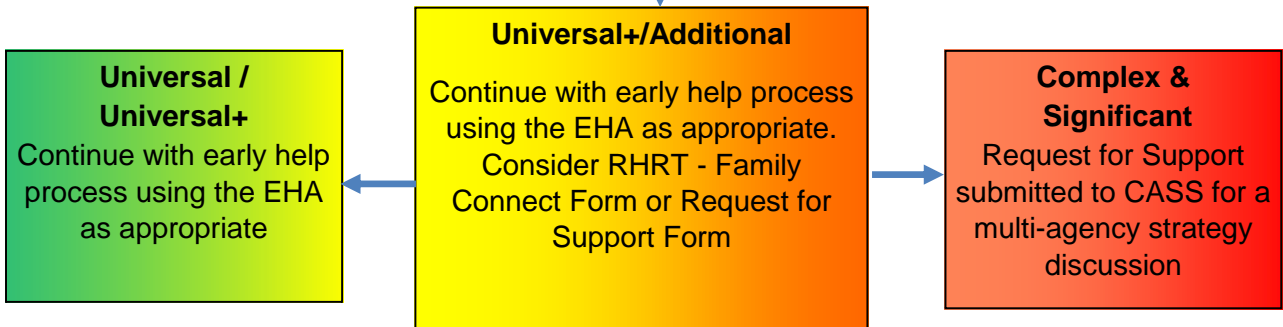 Universal /
Universal+
Continue with early help
process using the EHA
as appropriate
Universal+/Additional
Continue with early help process
using the EHA as appropriate.
Consider RHRT - Family
Connect Form or Request for
Support Form
Complex &
Significant
Request for Support
submitted to CASS for a
multi-agency strategy
discussion